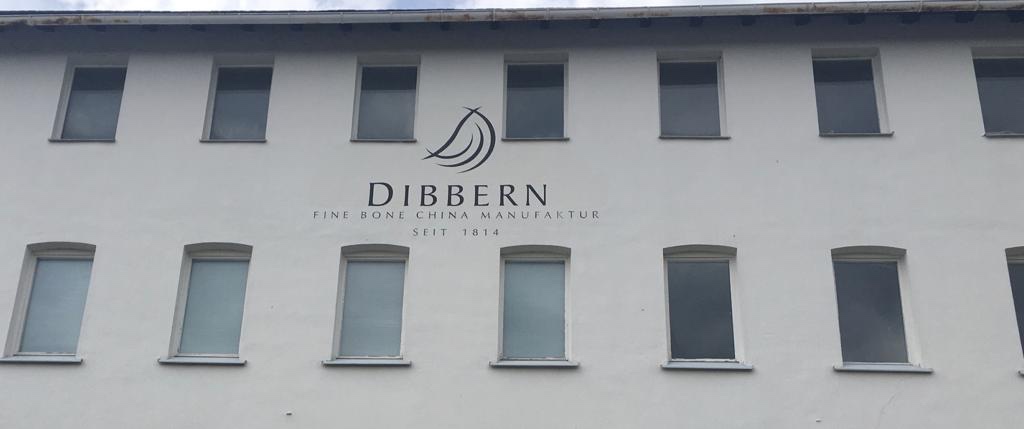 DIBBERN
FINE BONE CHINA MANUFAKTUR
SEIT 1814